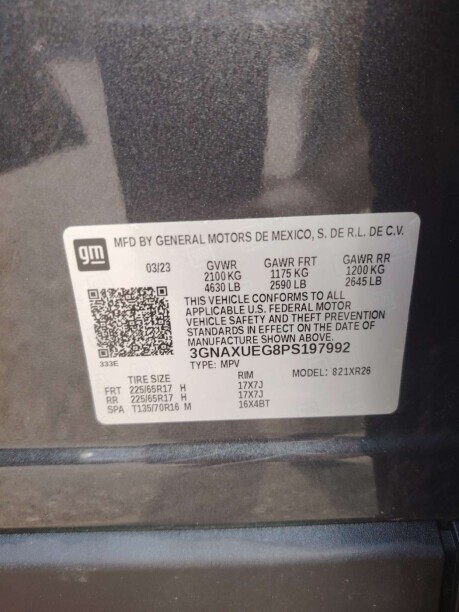 gm
MFD BY GENERAL MOTORS DE MEXICO, S. DE R.L. DE C.V.
03/23 GVWR GAWR FRT GAWR RR
2100 KG 1175 KG 1200 KG
4630 LB 2590 LB 2645 LB
THIS VEHICLE CONFORMS TO ALL
APPLICABLE U.S. FEDERAL MOTOR
VEHICLE SAFETY AND THEFT PREVENTION
STANDARDS IN EFFECT ON THE DATE OF
MANUFACTURE SHOWN ABOVE.
3GNAXUEG8PS197992
333E
TYPE: MPV
MODEL: 821XR26
TIRE SIZE RIM
FRT 225/65R17 H 17X7J
RR 225/65R17 H 17X7J
SPA T135/70R16 M 16X4BT